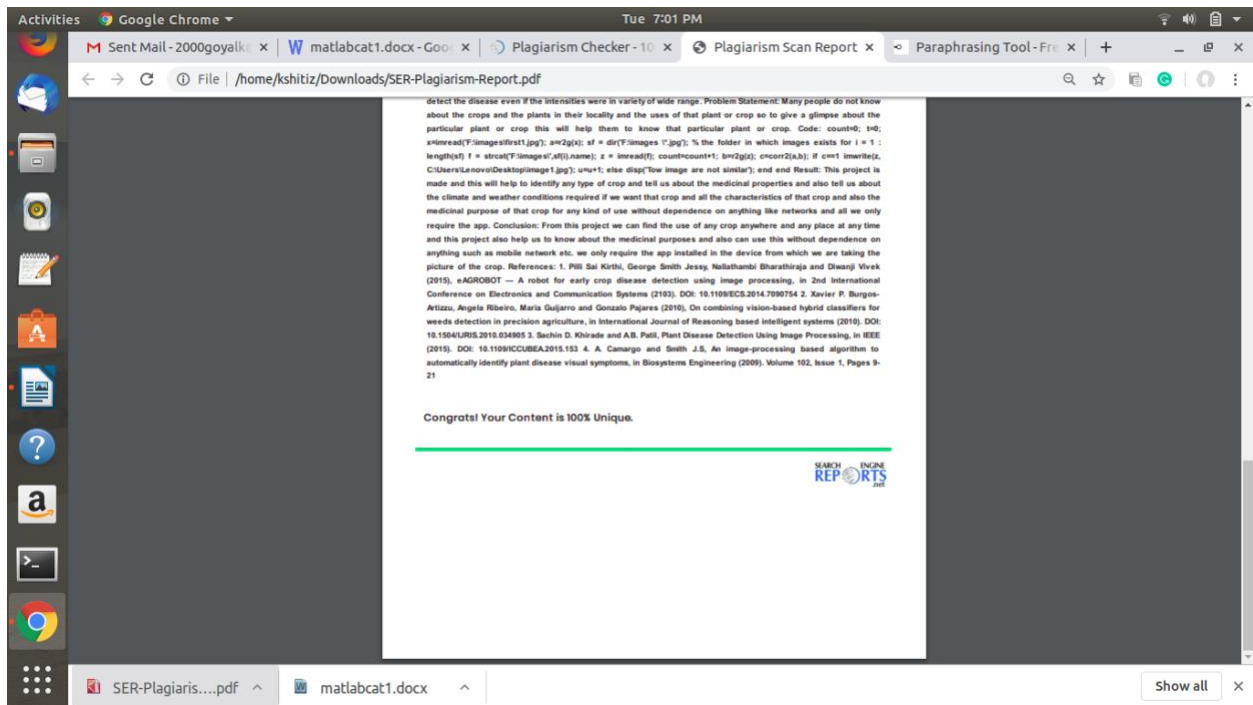 Activities Google Chrome Tue 7:01 PM
Sent Mail - 2000goyalk matlabcat1.docx - Goo Plagiarism Checker - 10 Plagiarism Scan Report Paraphrasing Tool - Fre
File | /home/kshitiz/Downloads/SER-Plagiarism-Report.pdf
detect the disease even if the intensities were in variety of wide range. Problem Statement: Many people do not know
about the crops and the plants in their locality and the uses of that plant or crop so to give a glimpse about the
particular plant or crop this will help them to know that particular plant or crop. Code: count=0; t=0;
x=imread('F:\images\first1.jpg'); a=r2g(x); sf = dir('F:\images \*.jpg'); % the folder in which images exists for i = 1 :
length(sf) f = strcat('F:\images\',sf(i).name); z = imread(f); count=count+1; b=r2g(z); c=corr2(a,b); if c==1 imwrite(z,
C:\Users\Lenovo\Desktop\image1.jpg'); u=u+1; else disp('Tow image are not similar'); end end Result: This project is
made and this will help to identify any type of crop and tell us about the medicinal properties and also tell us about
the climate and weather conditions required if we want that crop and all the characteristics of that crop and also the
medicinal purpose of that crop for any kind of use without dependence on anything like networks and all we only
require the app. Conclusion: From this project we can find the use of any crop anywhere and any place at any time
and this project also help us to know about the medicinal purposes and also can use this without dependence on
anything such as mobile network etc. we only require the app installed in the device from which we are taking the
picture of the crop. References: 1. Pilli Sai Kirthi, George Smith Jessy, Nallathambi Bharathiraja and Diwanji Vivek
(2015), eAGROBOT — A robot for early crop disease detection using image processing, in 2nd International
Conference on Electronics and Communication Systems (2103). DOI: 10.1109/ECS.2014.7090754 2. Xavier P. Burgos-
Artizzu, Angela Ribeiro, Maria Guijarro and Gonzalo Pajares (2010), On combining vision-based hybrid classifiers for
weeds detection in precision agriculture, in International Journal of Reasoning based intelligent systems (2010). DOI:
10.1504/IJRIS.2010.034905 3. Sachin D. Khirade and A.B. Patil, Plant Disease Detection Using Image Processing, in IEEE
(2015). DOI: 10.1109/ICCUBEA.2015.153 4. A. Camargo and Smith J.S, An image-processing based algorithm to
automatically identify plant disease visual symptoms, in Biosystems Engineering (2009). Volume 102, Issue 1, Pages 9-
21
Congrats! Your Content is 100% Unique.
SEARCH ENGINE
REPORTS
.net
SER-Plagiaris....pdf matlabcat1.docx Show all